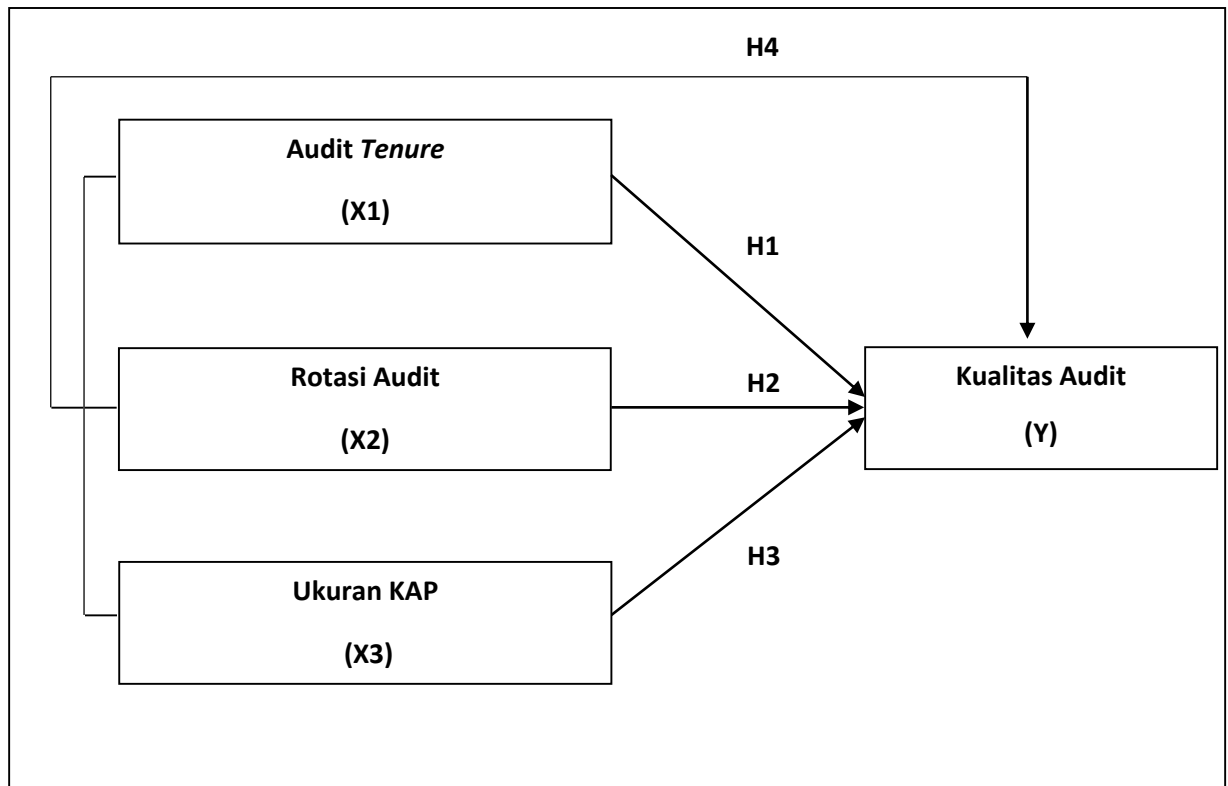 H4
Audit Tenure
(X1)
H1
Rotasi Audit
(X2)
H2
Kualitas Audit
(Y)
H3
Ukuran KAP
(X3)